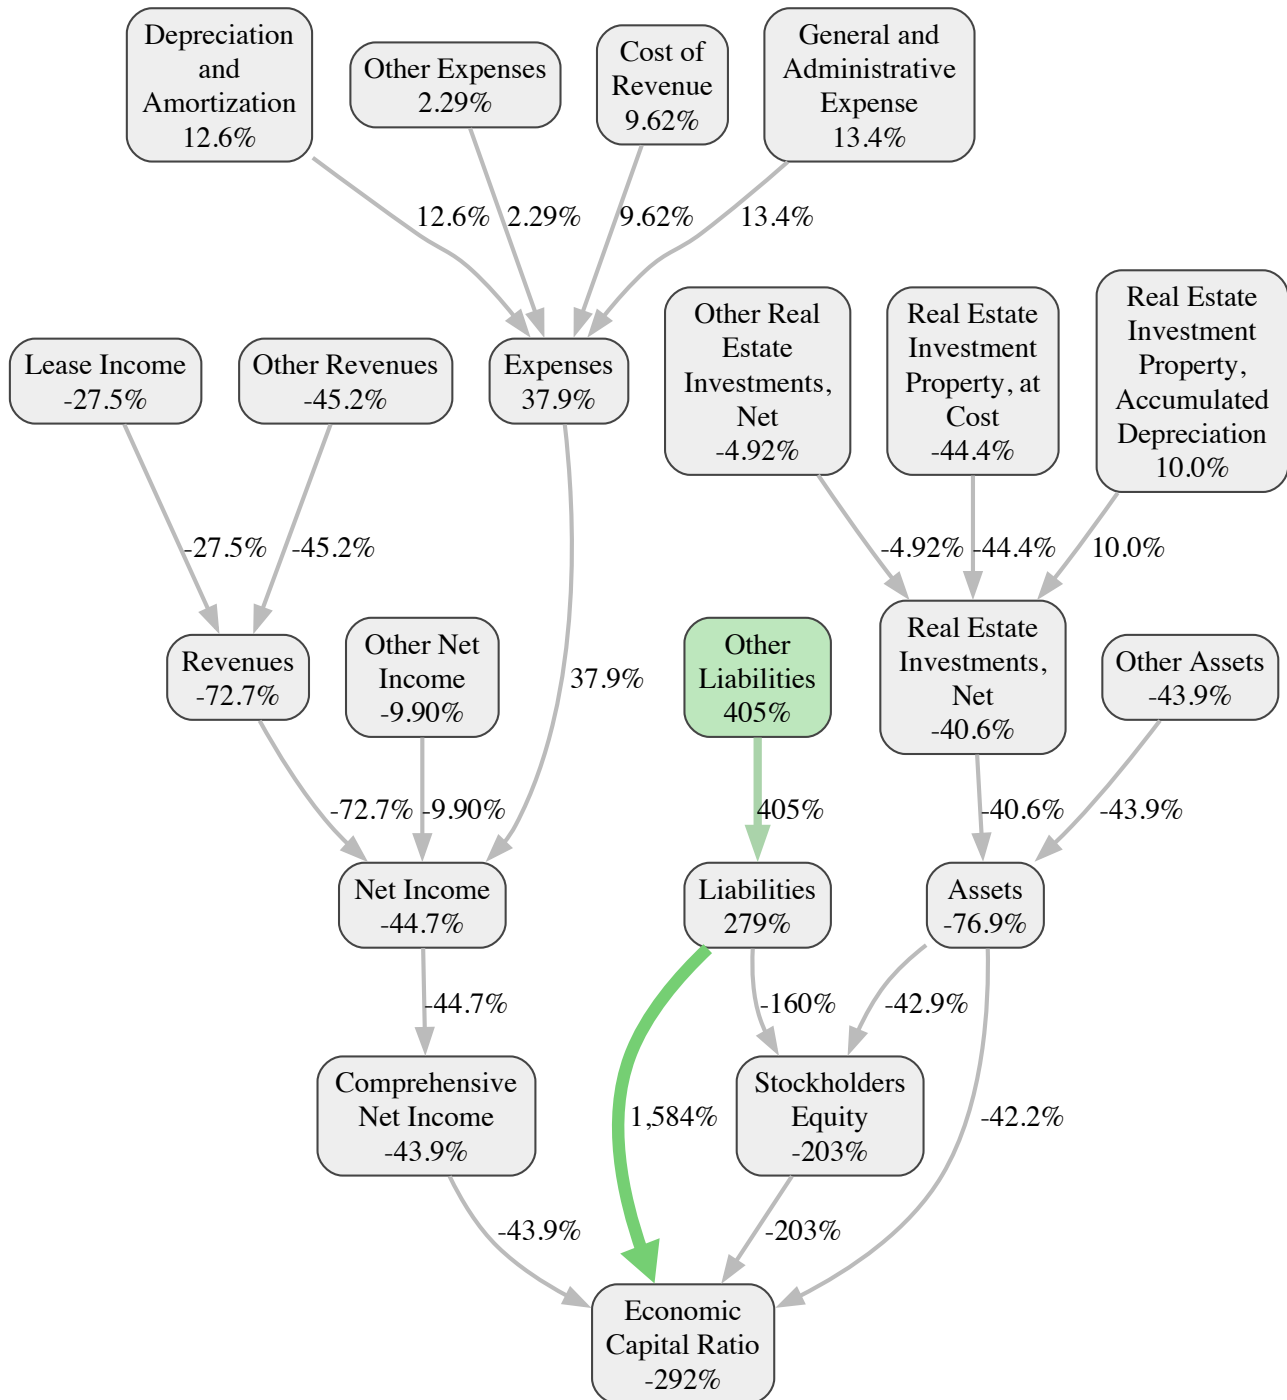 Depreciation
and
Amortization
12.6%
Other Expenses
2.29%
Cost of
Revenue
9.62%
General and
Administrative
Expense
13.4%
12.6%
2.29%
9.62%
13.4%
Lease Income
-27.5%
Other Revenues
-45.2%
Expenses
37.9%
Other Real
Estate
Investments,
Net
-4.92%
Real Estate
Investment
Property, at
Cost
-44.4%
Real Estate
Investment
Property,
Accumulated
Depreciation
10.0%
-27.5%
-45.2%
-4.92%
-44.4%
10.0%
Revenues
-72.7%
Other Net
Income
-9.90%
37.9%
Other
Liabilities
405%
Real Estate
Investments,
Net
-40.6%
Other Assets
-43.9%
-72.7%
-9.90%
405%
-40.6%
-43.9%
Net Income
-44.7%
Liabilities
279%
Assets
-76.9%
-44.7%
-160%
-42.9%
Comprehensive
Net Income
-43.9%
1,584%
Stockholders
Equity
-203%
-42.2%
-43.9%
-203%
Economic
Capital Ratio
-292%